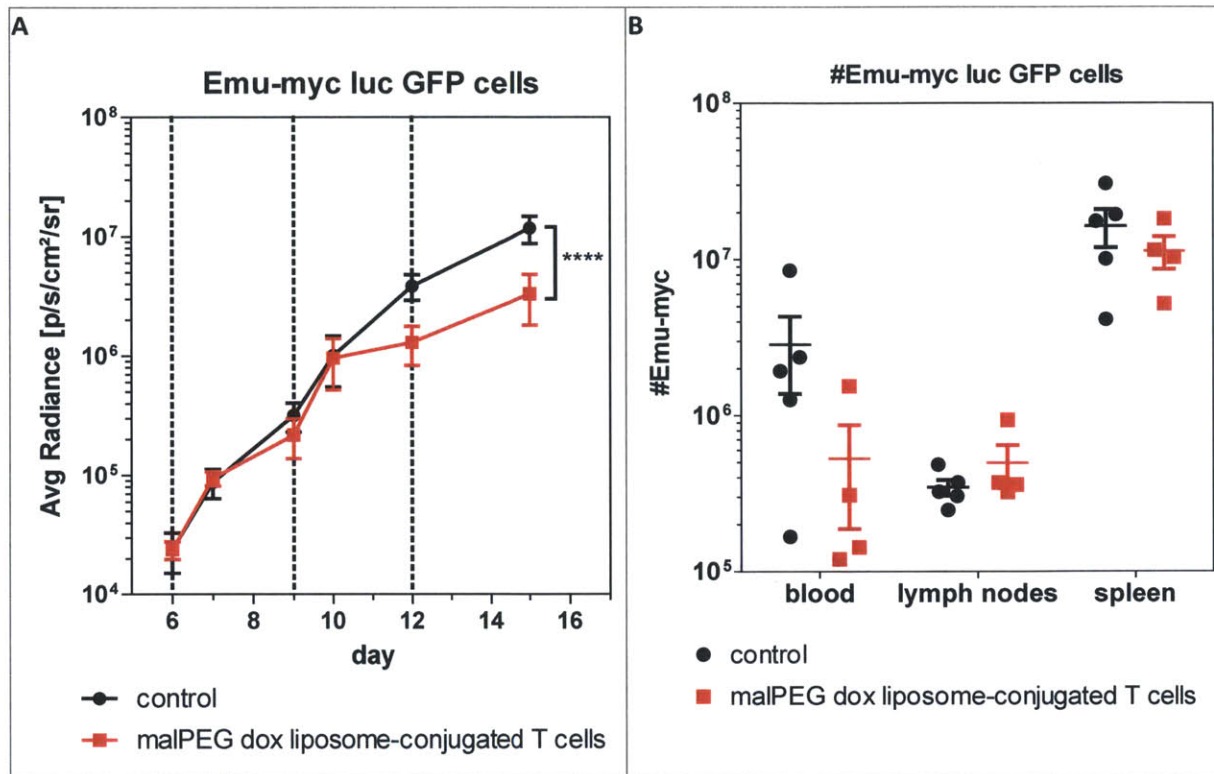 A
Emu-myc luc GFP cells
10⁸
10⁷
10⁶
10⁵
10⁴
Avg Radiance [p/s/cm²/sr]
****
6 8 10 12 14 16
day
control
malPEG dox liposome-conjugated T cells
B
#Emu-myc luc GFP cells
10⁸
10⁷
10⁶
10⁵
#Emu-myc
blood lymph nodes spleen
control
malPEG dox liposome-conjugated T cells